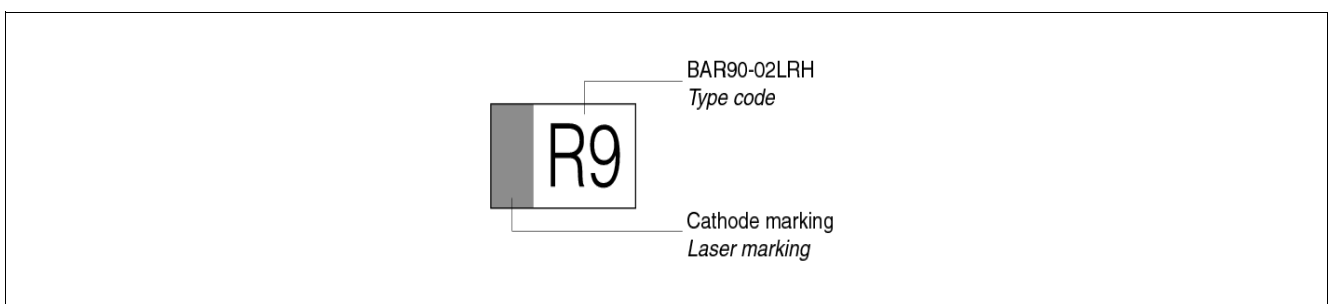 BAR90-02LRH
Type code
R9
Cathode marking
Laser marking